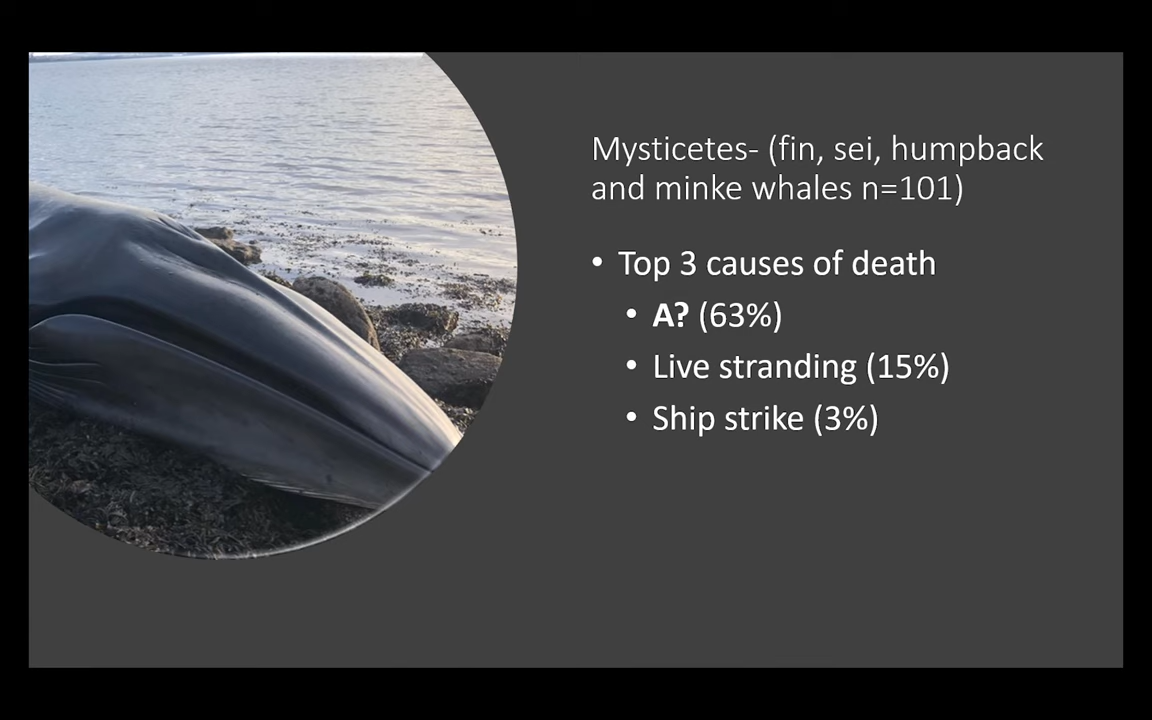 Mysticetes- (fin, sei, humpback
and minke whales n=101)
• Top 3 causes of death
• A? (63%)
• Live stranding (15%)
• Ship strike (3%)